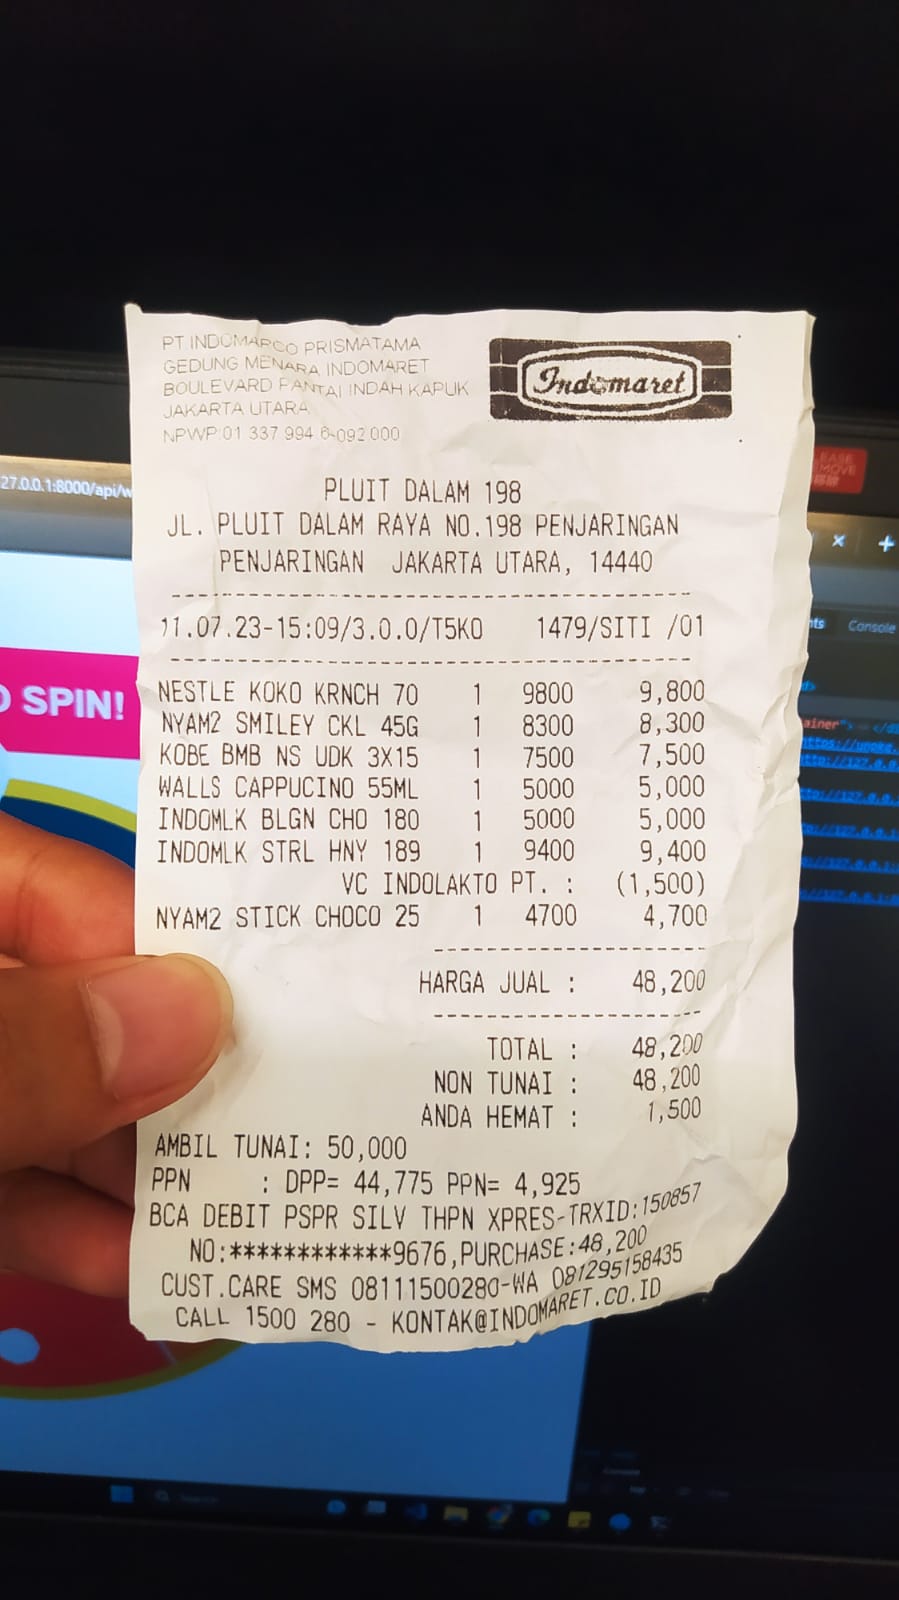 PT INDOMARCO PRISMATAMA
GEDUNG MENARA INDOMARET
BOULEVARD PANTAI INDAH KAPUK
JAKARTA UTARA
NPWP:01 337 994 6-092 000
Indomaret
PLUIT DALAM 198
JL. PLUIT DALAM RAYA NO.198 PENJARINGAN
PENJARINGAN JAKARTA UTARA, 14440
11.07.23-15:09/3.0.0/T5K0 1479/SITI /01
NESTLE KOKO KRNCH 70 1 9800 9,800
NYAM2 SMILEY CKL 45G 1 8300 8,300
KOBE BMB NS UDK 3X15 1 7500 7,500
WALLS CAPPUCINO 55ML 1 5000 5,000
INDOMLK BLGN CHO 180 1 5000 5,000
INDOMLK STRL HNY 189 1 9400 9,400
VC INDOLAKTO PT. : (1,500)
NYAM2 STICK CHOCO 25 1 4700 4,700
HARGA JUAL : 48,200
TOTAL : 48,200
NON TUNAI : 48,200
ANDA HEMAT : 1,500
AMBIL TUNAI: 50,000
PPN : DPP= 44,775 PPN= 4,925
BCA DEBIT PSPR SILV THPN XPRES-TRXID:150857
NO:************9676,PURCHASE:48,200
CUST.CARE SMS 08111500280-WA 081295158435
CALL 1500 280 - KONTAK@INDOMARET.CO.ID
27.0.0.1:8000/api/w
SPIN!
Console